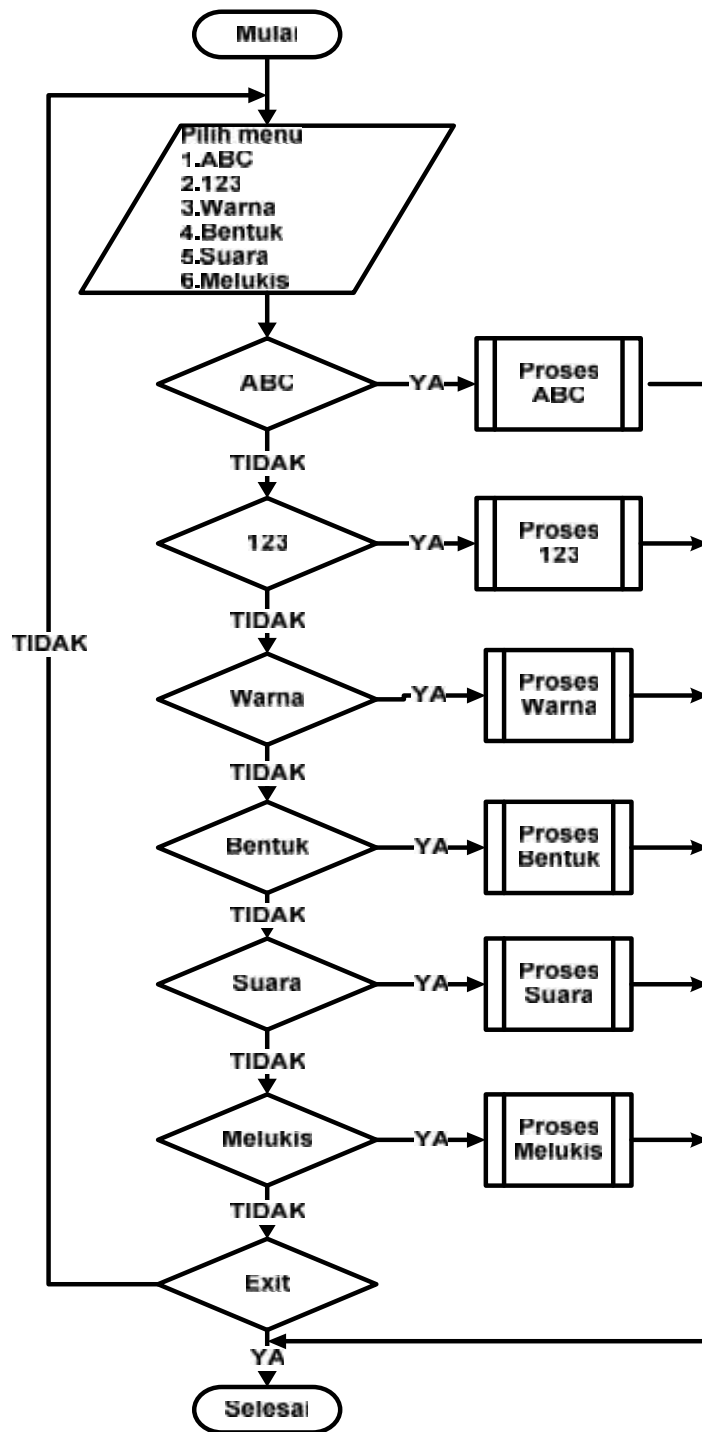 Mulai
Pilih menu
1.ABC
2.123
3.Warna
4.Bentuk
5.Suara
6.Melukis
ABC
YA
Proses
ABC
TIDAK
123
YA
Proses
123
TIDAK
TIDAK
Warna
YA
Proses
Warna
TIDAK
Bentuk
YA
Proses
Bentuk
TIDAK
Suara
YA
Proses
Suara
TIDAK
Melukis
YA
Proses
Melukis
TIDAK
Exit
YA
Selesai